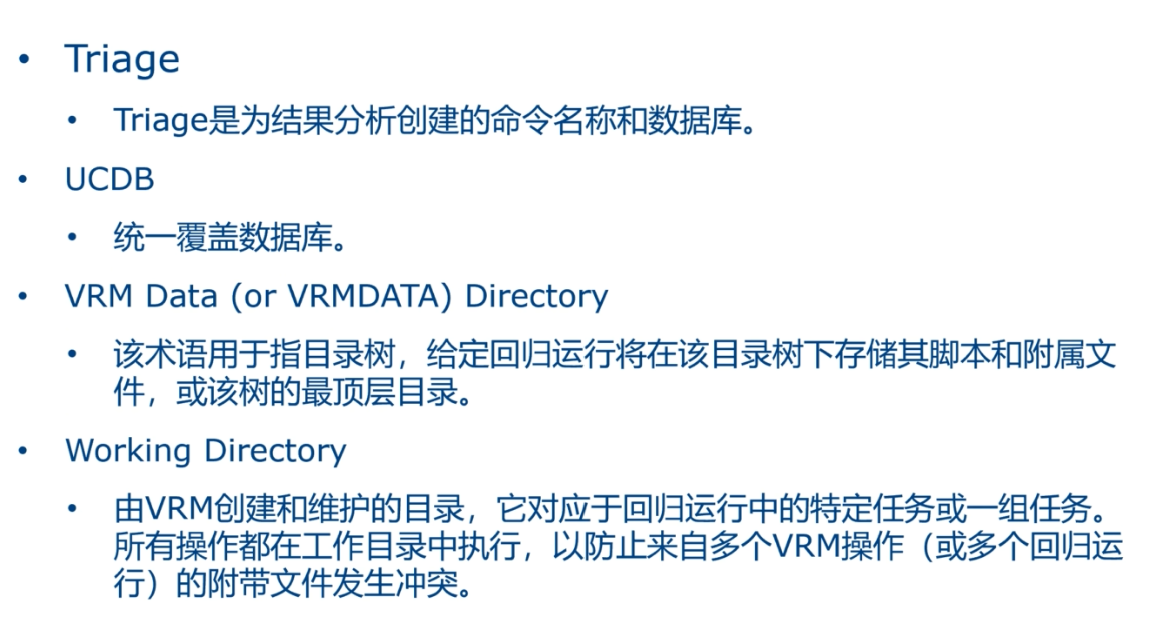 • Triage
• Triage是为结果分析创建的命令名称和数据库。
• UCDB
• 统一覆盖数据库。
• VRM Data (or VRMDATA) Directory
• 该术语用于指目录树，给定回归运行将在该目录树下存储其脚本和附属文
件，或该树的最顶层目录。
• Working Directory
• 由VRM创建和维护的目录，它对应于回归运行中的特定任务或一组任务。
所有操作都在工作目录中执行，以防止来自多个VRM操作（或多个回归运
行）的附带文件发生冲突。